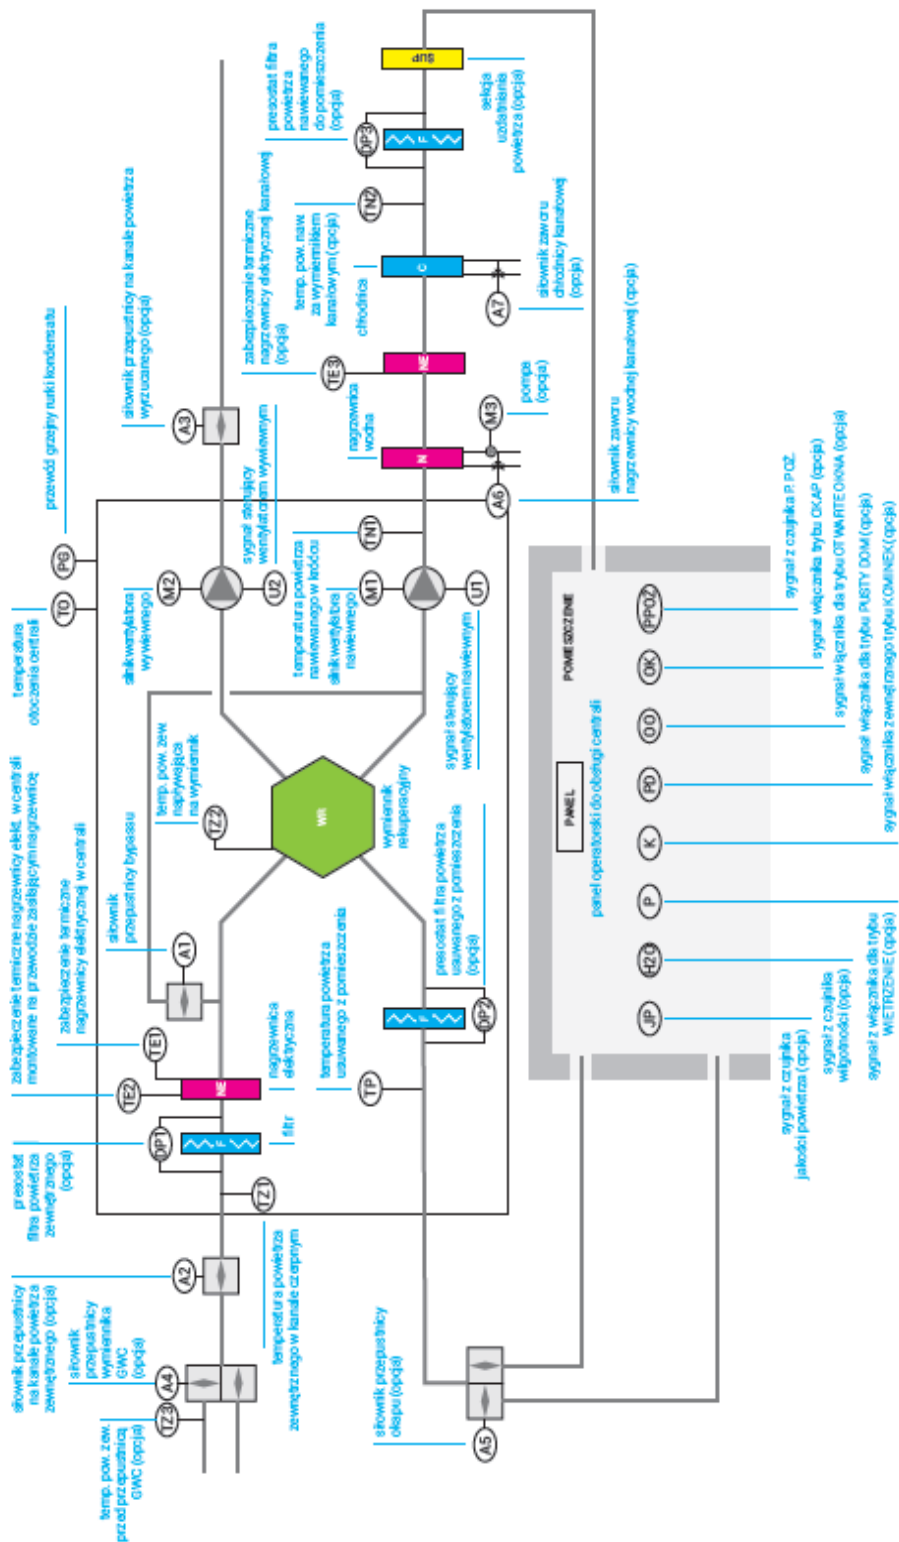 temp. pow. zew.
przed przepustnicą
GWC (opcja)
TZ3
A4
siłownik
przepustnicy
wymiennika
GWC
(opcja)
siłownik przepustnicy
na kanale powietrza
zewnętrznego (opcja)
A2
temperatura powietrza
zewnętrznego w kanale czerpnym
TZ1
presostat
filtra powietrza
zewnętrznego
(opcja)
DP1
F
filtr
zabezpieczenie termiczne nagrzewnicy elekt. w centrali
montowane na przewodzie zasilającym nagrzewnicę
TE2
zabezpieczenie termiczne
nagrzewnicy elektrycznej w centrali
TE1
NE
nagrzewnica
elektryczna
siłownik
przepustnicy bypassu
A1
temp. pow. zew.
napływająca
na wymiennik
TZ2
WR
wymiennik
rekuperacyjny
temperatura
otoczenia centrali
TO
przewód grzejny rurki kondensatu
PG
silnik wentylatora
wywiewnego
M2
U2
sygnał sterujący
wentylatorem wywiewnym
siłownik przepustnicy na kanale powietrza
wyrzucanego (opcja)
A3
temperatura powietrza
usuwanego z pomieszczenia
TP
F
DP2
presostat filtra powietrza
usuwanego z pomieszczenia
(opcja)
silnik wentylatora
nawiewnego
M1
U1
sygnał sterujący
wentylatorem nawiewnym
temperatura powietrza
nawiewanego w króćcu
TN1
nagrzewnica
wodna
N
A6
siłownik zaworu
nagrzewnicy wodnej kanałowej (opcja)
M3
pompa
(opcja)
zabezpieczenie termiczne
nagrzewnicy elektrycznej kanałowej
(opcja)
TE3
NE
chłodnica
C
A7
siłownik zaworu
chłodnicy kanałowej
(opcja)
temp. pow. naw.
za wymiennikiem
kanałowym (opcja)
TN2
presostat filtra
powietrza
nawiewanego
do pomieszczenia
(opcja)
DP3
F
SUP
sekcja
uzdatniania
powietrza (opcja)
siłownik przepustnicy
okapu (opcja)
A5
POMIESZCZENIE
PANEL
panel operatorski do obsługi centrali
JP
H2O
P
K
PD
OO
OK
PPOŻ
sygnał z czujnika
jakości powietrza (opcja)
sygnał z czujnika
wilgotności (opcja)
sygnał z włącznika dla trybu
WIETRZENIE (opcja)
sygnał włącznika zewnętrznego trybu KOMINEK (opcja)
sygnał włącznika dla trybu PUSTY DOM (opcja)
sygnał włącznika dla trybu OTWARTE OKNA (opcja)
sygnał włącznika trybu OKAP (opcja)
sygnał z czujnika P. POŻ.